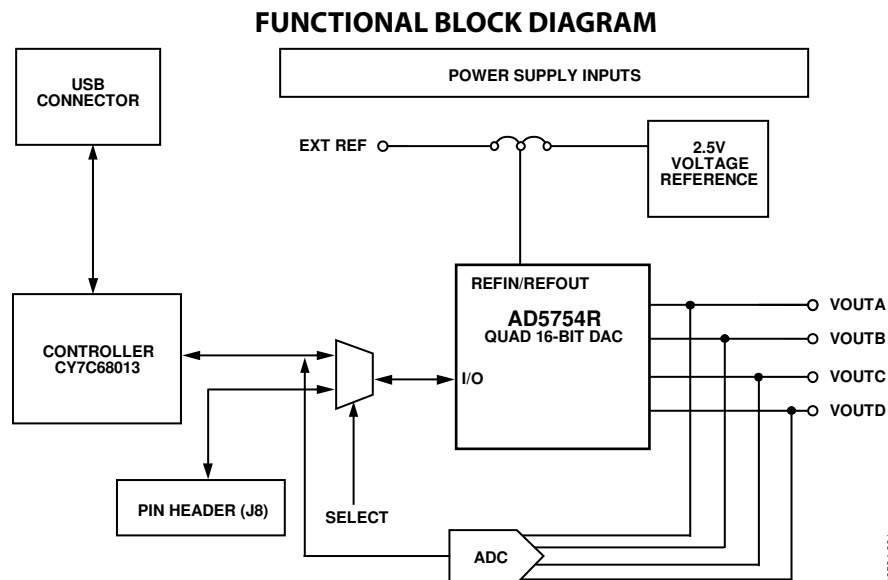 FUNCTIONAL BLOCK DIAGRAM
USB
CONNECTOR
POWER SUPPLY INPUTS
EXT REF
2.5V
VOLTAGE
REFERENCE
REFIN/REFOUT
AD5754R
QUAD 16-BIT DAC
I/O
VOUTA
VOUTB
VOUTC
VOUTD
CONTROLLER
CY7C68013
PIN HEADER (J8)
SELECT
ADC